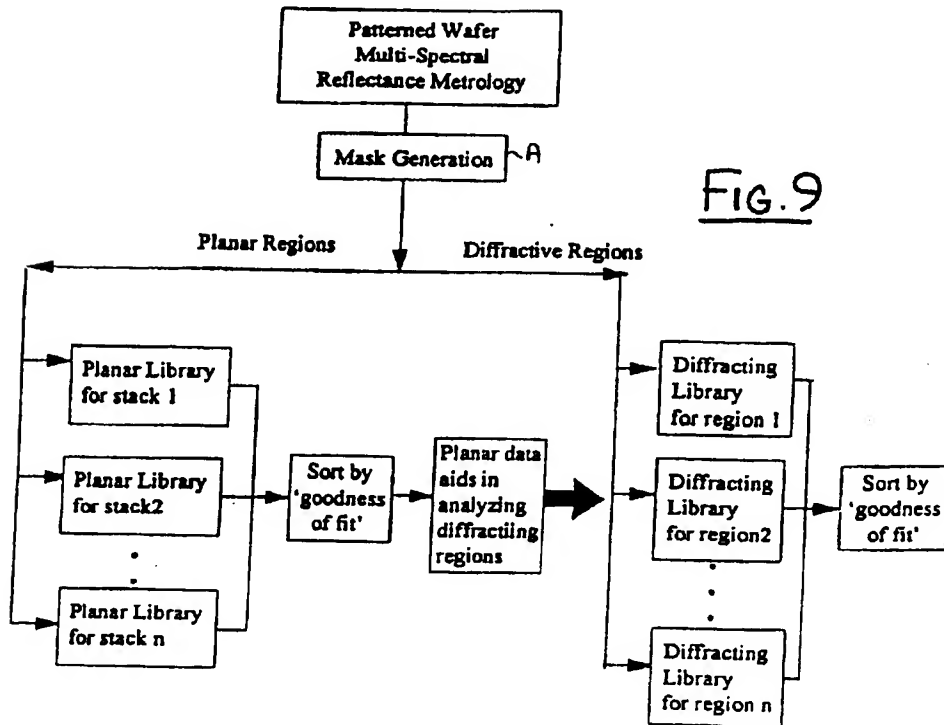 Patterned Wafer
Multi-Spectral
Reflectance Metrology
Mask Generation
A
FIG. 9
Planar Regions
Diffractive Regions
Planar Library
for stack 1
Planar Library
for stack2
Planar Library
for stack n
Sort by
'goodness
of fit'
Planar data
aids in
analyzing
diffractiing
regions
Diffracting
Library
for region 1
Diffracting
Library
for region2
Diffracting
Library
for region n
Sort by
'goodness
of fit'